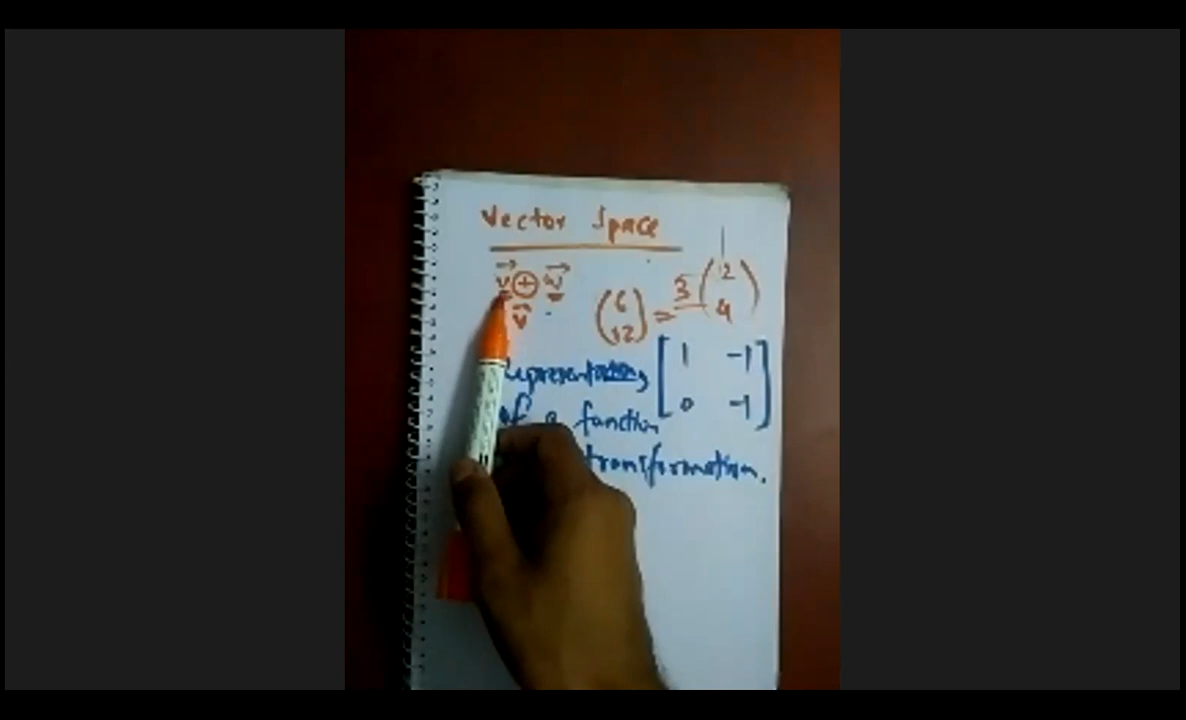 Vector Space
v⃗ ⊕ w⃗
v⃗
(6 12) = 3 (2 4)
of a function [1 -1
0 -1]
transformation.